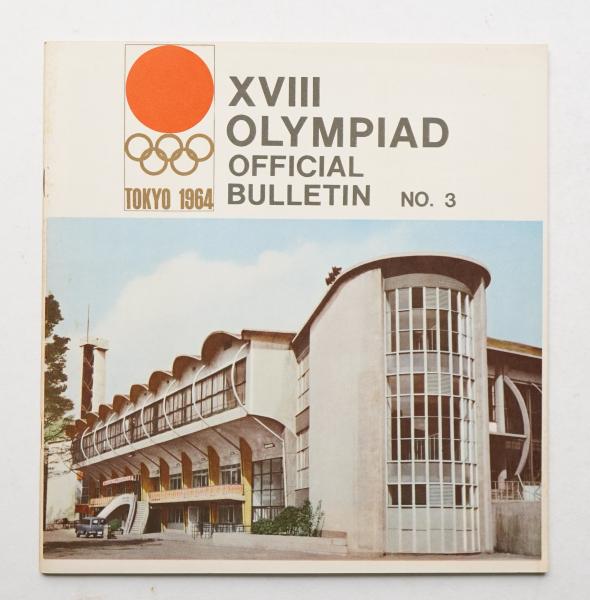 XVIII
OLYMPIAD
OFFICIAL
BULLETIN NO. 3
TOKYO 1964